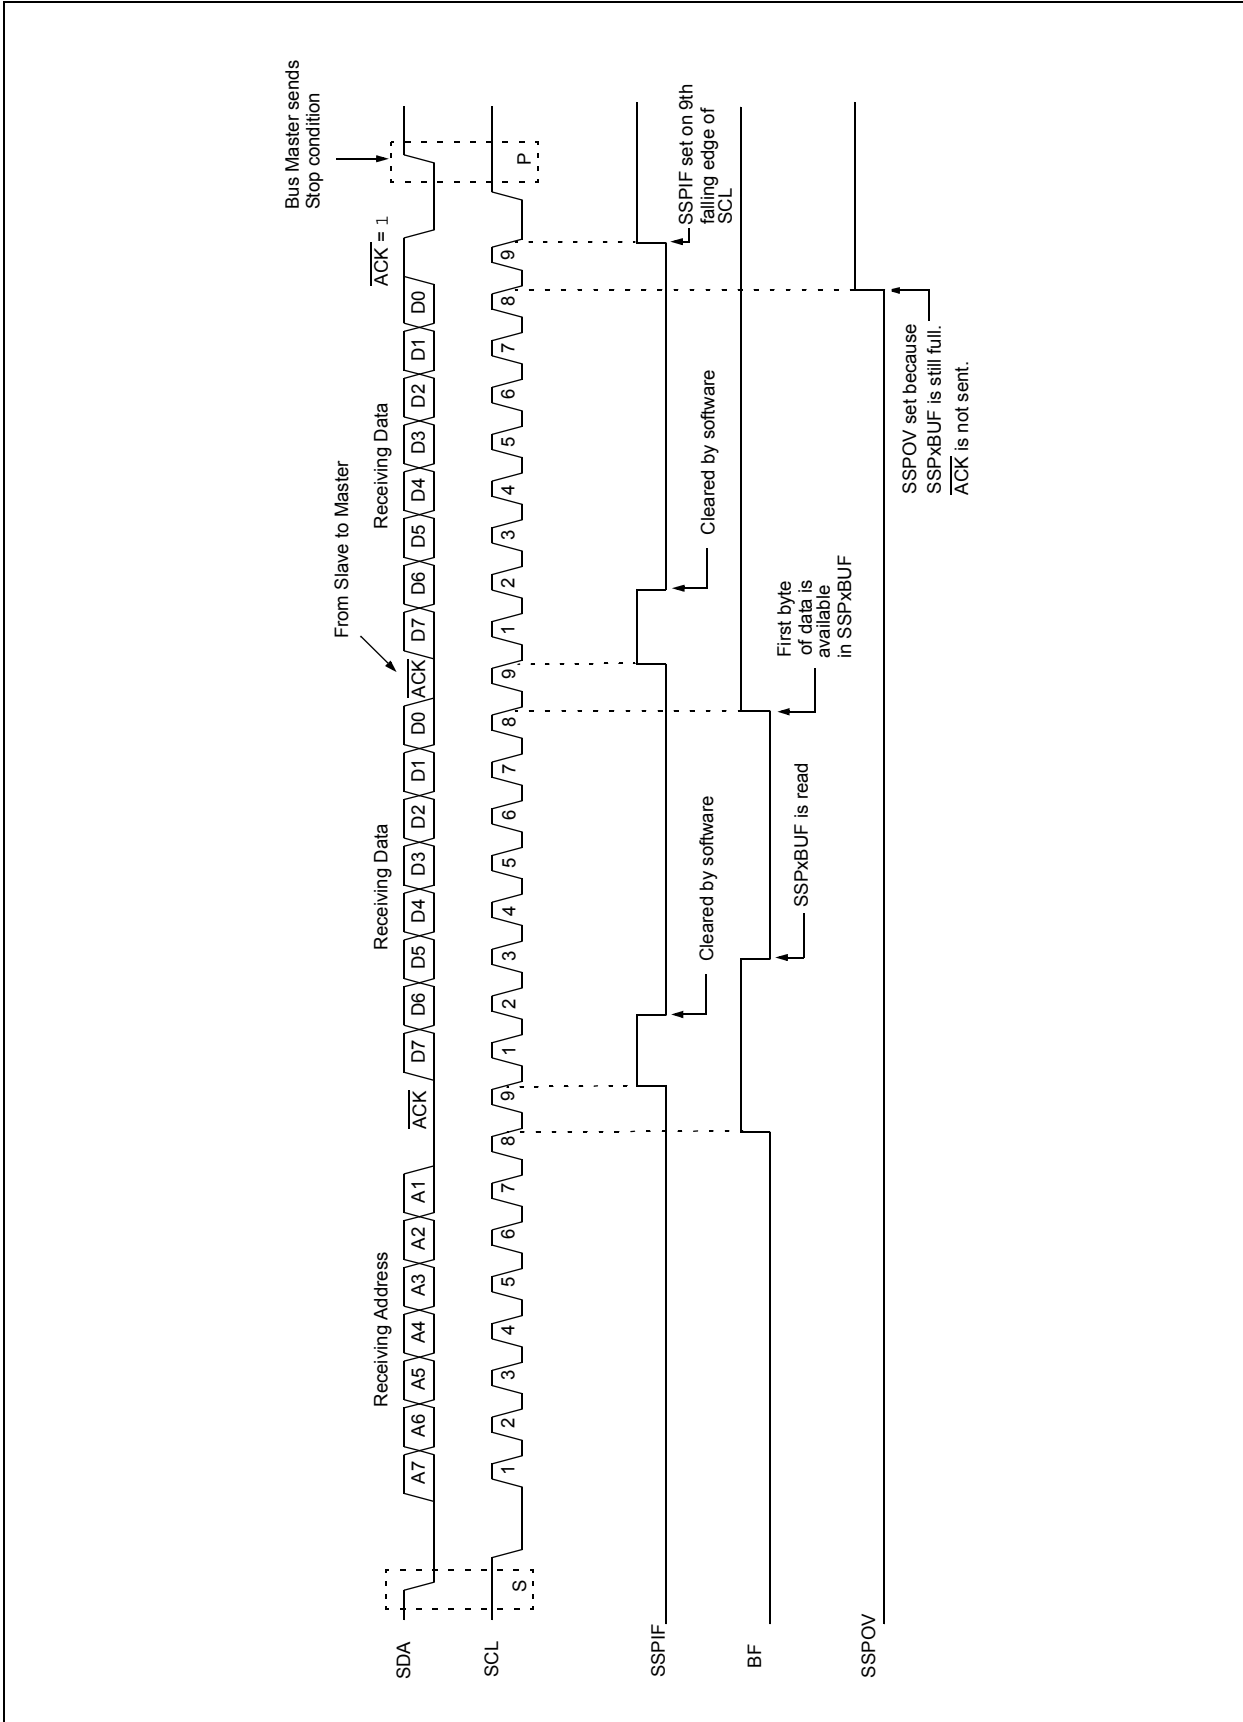 Bus Master sends
Stop condition
From Slave to Master
Receiving Address
Receiving Data
Receiving Data
ACK = 1
SDA
A7 A6 A5 A4 A3 A2 A1 ACK D7 D6 D5 D4 D3 D2 D1 D0 ACK D7 D6 D5 D4 D3 D2 D1 D0
SCL
S 1 2 3 4 5 6 7 8 9 1 2 3 4 5 6 7 8 9 1 2 3 4 5 6 7 8 9 P
SSPIF
Cleared by software
Cleared by software
SSPIF set on 9th
falling edge of
SCL
BF
SSPxBUF is read
First byte
of data is
available
in SSPxBUF
SSPOV
SSPOV set because
SSPxBUF is still full.
ACK is not sent.